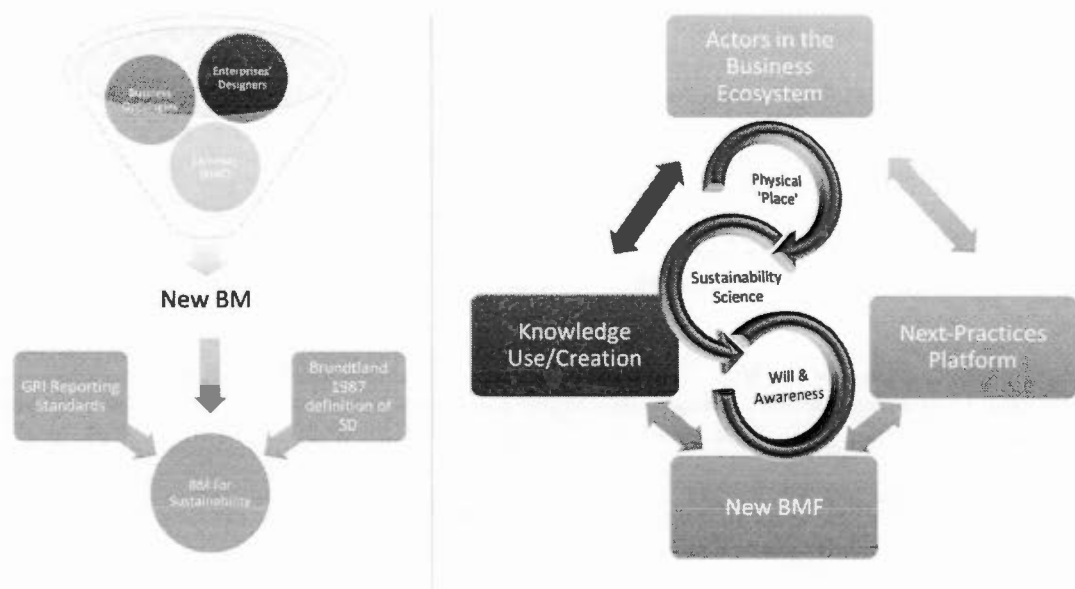 Enterprises'
Designers
Business
New BM
GRI Reporting
Standards
Brundtland
1987
definition of
SD
BM For
Sustainability
Actors in the
Business
Ecosystem
Physical
'Place'
Sustainability
Science
Will &
Awareness
Knowledge
Use/Creation
Next-Practices
Platform
New BMF